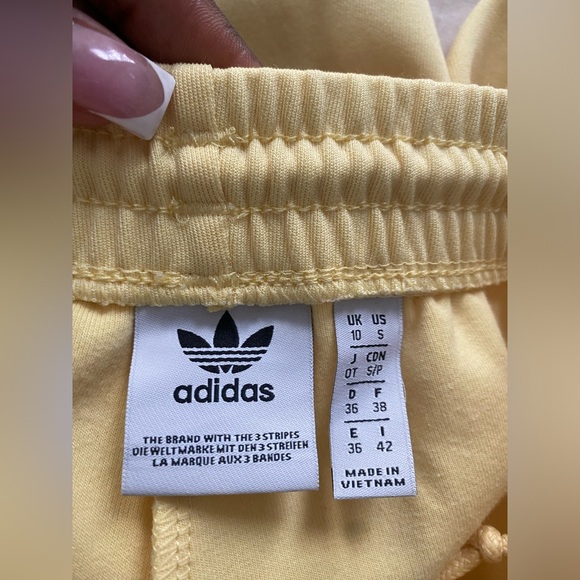 adidas
THE BRAND WITH THE 3 STRIPES
DIE WELTMARKE MIT DEN 3 STREIFEN
LA MARQUE AUX 3 BANDES
UK US
10 S
J CDN
OT S/P
D F
36 38
E I
36 42
MADE IN
VIETNAM